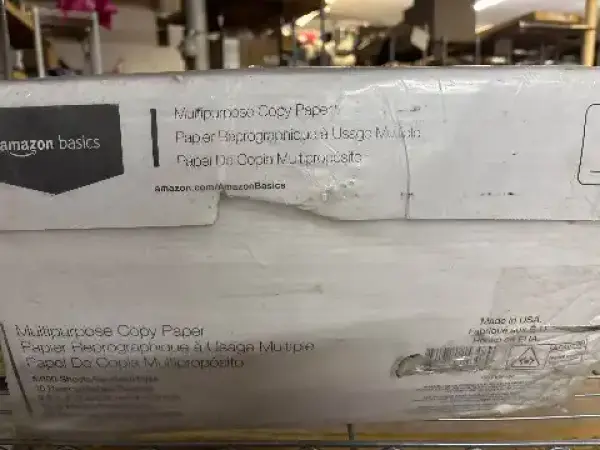 amazon basics
Multipurpose Copy Paper
Papier Reprographique à Usage Multiple
Papel De Copia Multipropósito
amazon.com/AmazonBasics
Multipurpose Copy Paper
Papier Reprographique à Usage Multiple
Papel De Copia Multipropósito
Made in USA